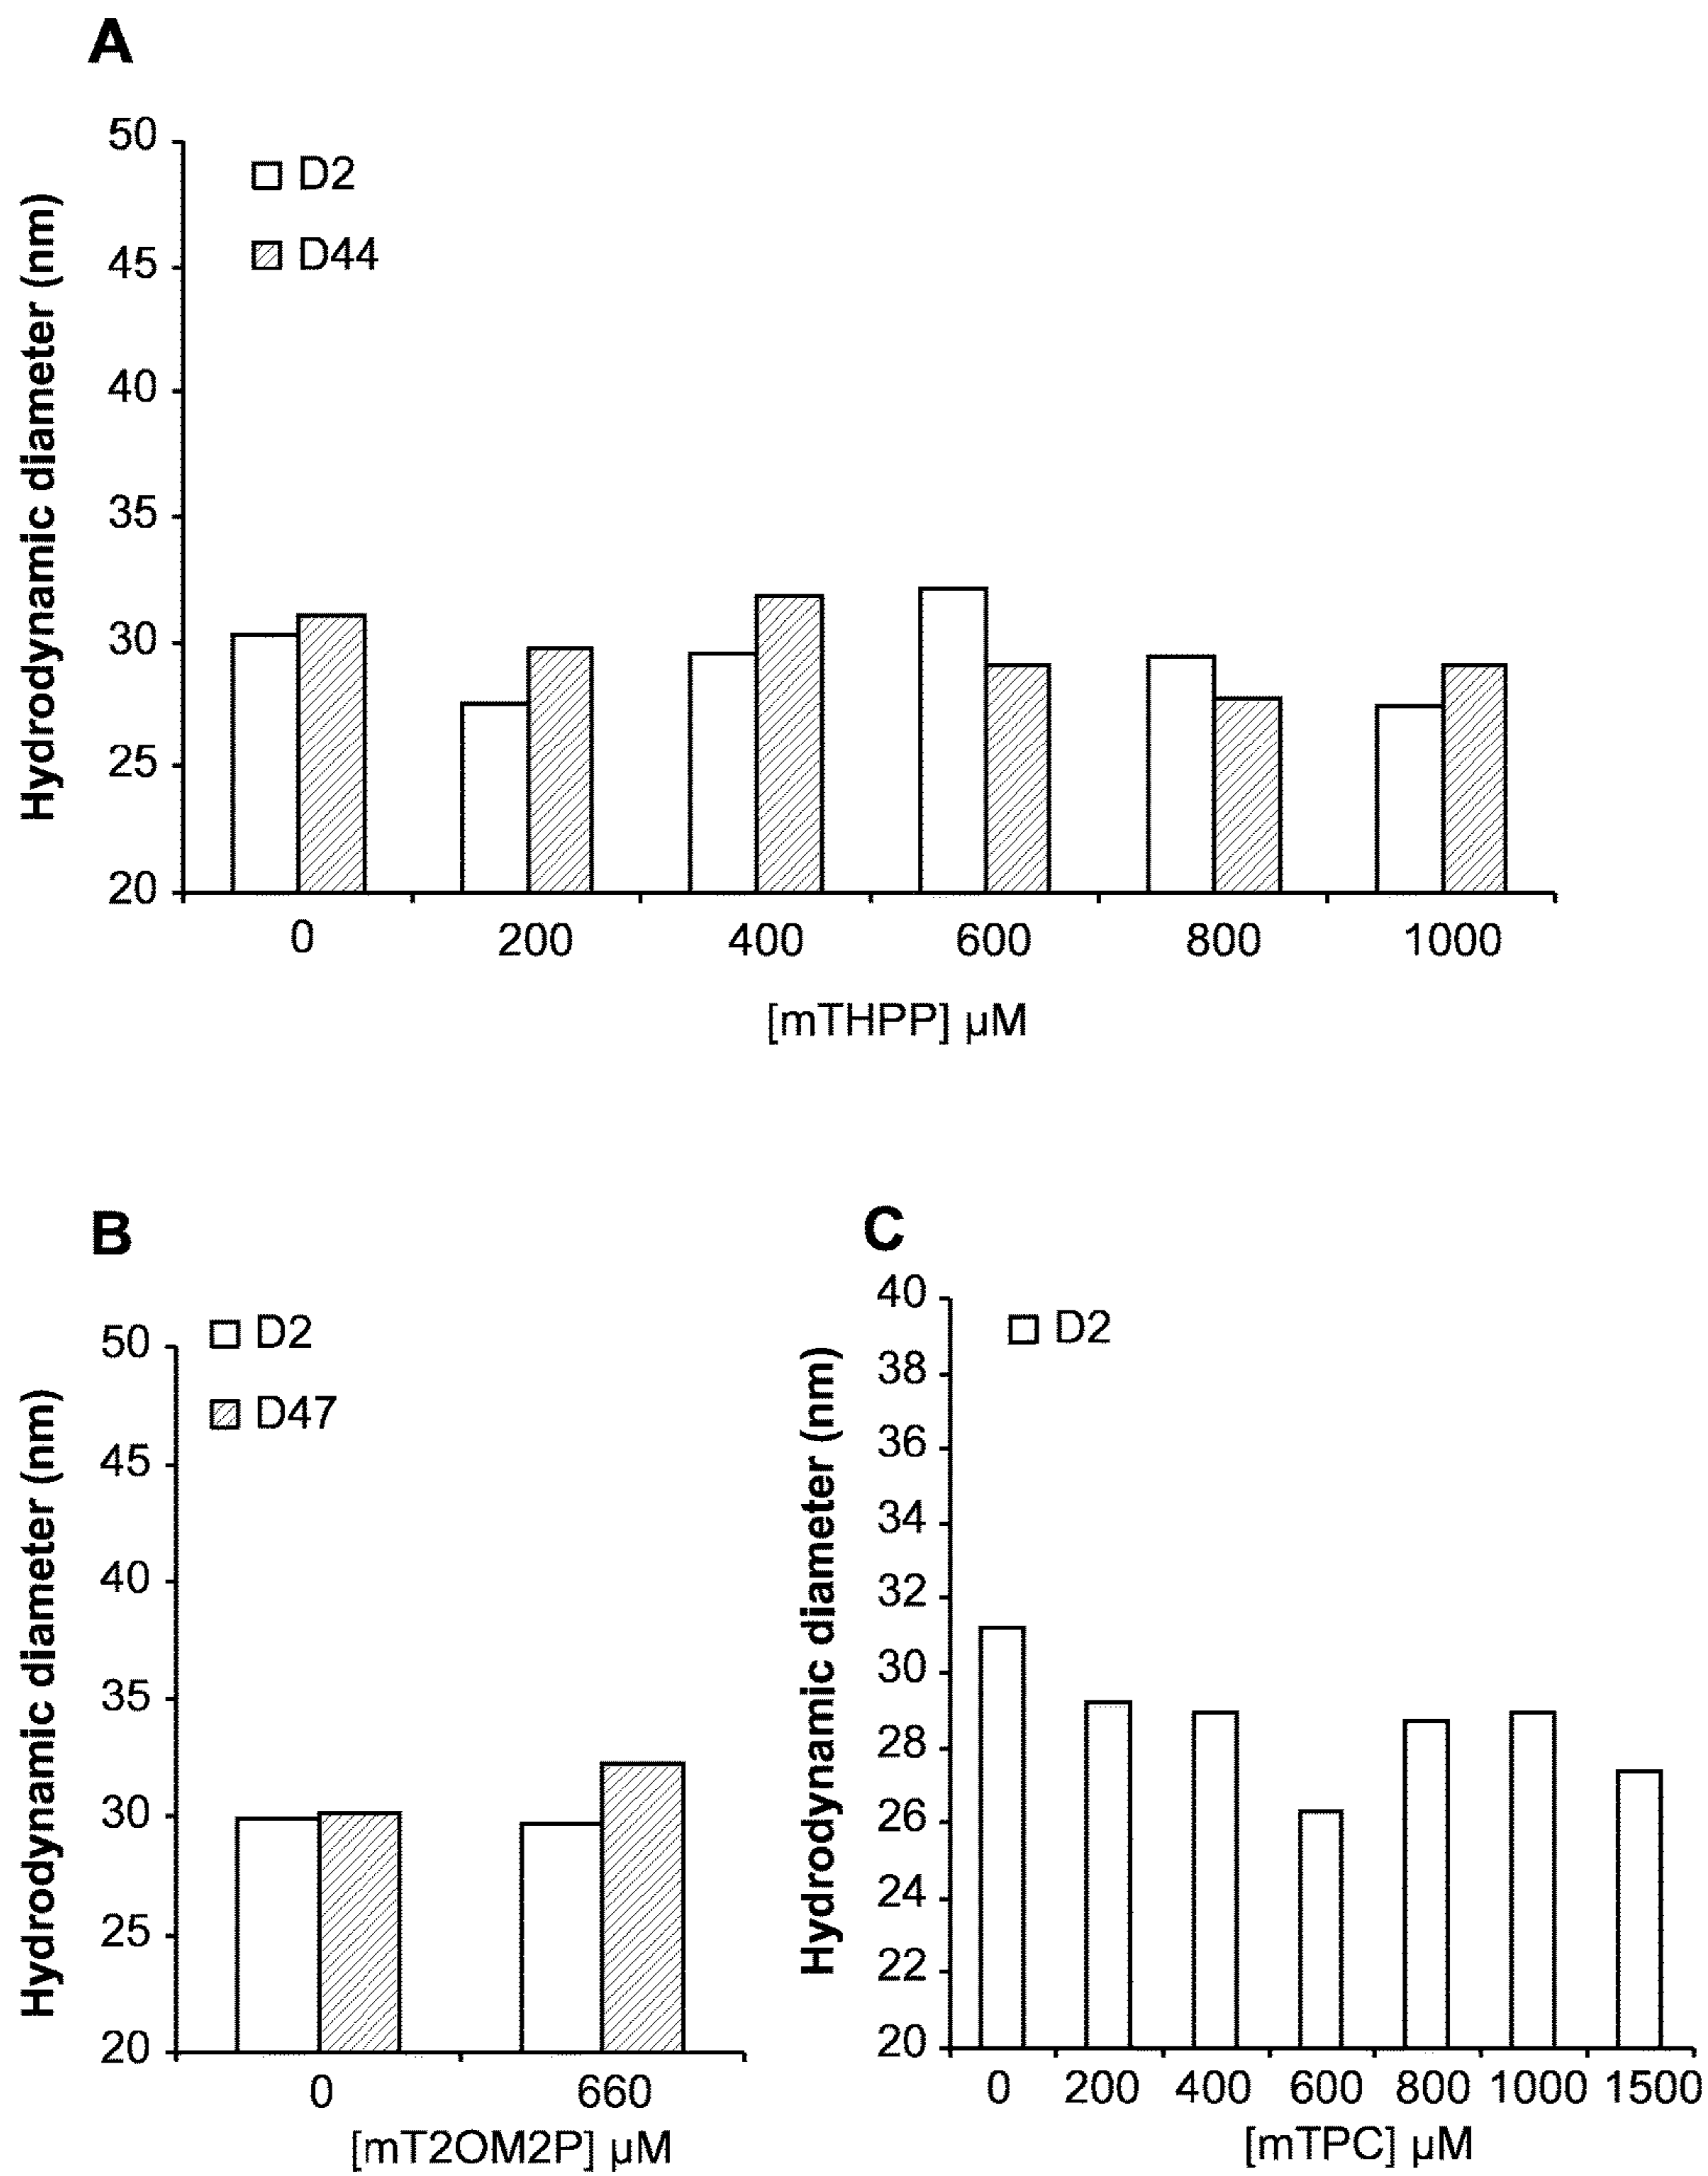 A
Hydrodynamic diameter (nm)
50
45
40
35
30
25
20
D2
D44
0 200 400 600 800 1000
[mTHPP] µM
B
Hydrodynamic diameter (nm)
50
45
40
35
30
25
20
D2
D47
0 660
[mT2OM2P] µM
C
Hydrodynamic diameter (nm)
40
38
36
34
32
30
28
26
24
22
20
D2
0 200 400 600 800 1000 1500
[mTPC] µM